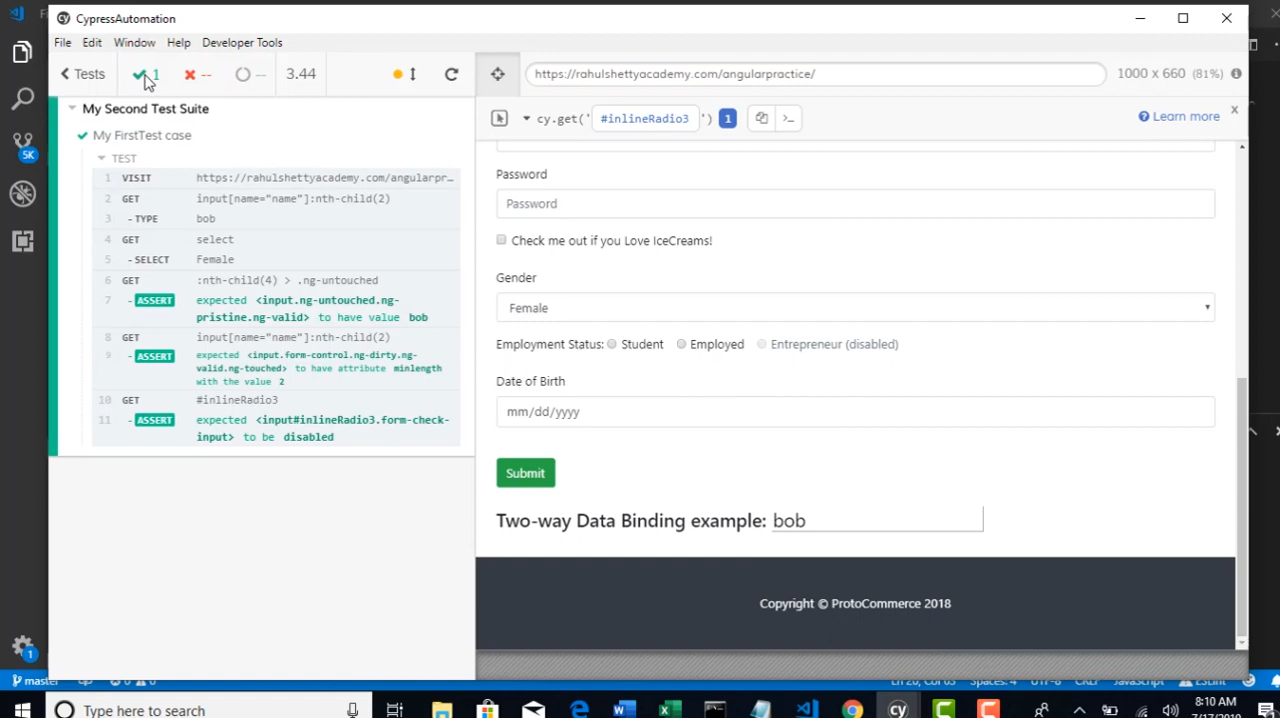 CypressAutomation
File Edit Window Help Developer Tools
Tests 1 -- -- 3.44
https://rahulshettyacademy.com/angularpractice/ 1000 x 660 (81%)
My Second Test Suite
My FirstTest case
TEST
1 VISIT https://rahulshettyacademy.com/angularpr…
2 GET input[name="name"]:nth-child(2)
3 -TYPE bob
4 GET select
5 -SELECT Female
6 GET :nth-child(4) > .ng-untouched
7 -ASSERT expected <input.ng-untouched.ng-
pristine.ng-valid> to have value bob
8 GET input[name="name"]:nth-child(2)
9 -ASSERT expected <input.form-control.ng-dirty.ng-
valid.ng-touched> to have attribute minlength
with the value 2
10 GET #inlineRadio3
11 -ASSERT expected <input#inlineRadio3.form-check-
input> to be disabled
cy.get('#inlineRadio3') 1 >_ Learn more
Password
Password
Check me out if you Love IceCreams!
Gender
Female
Employment Status: Student Employed Entrepreneur (disabled)
Date of Birth
mm/dd/yyyy
Submit
Two-way Data Binding example: bob
Copyright © ProtoCommerce 2018
5K
1
master
Type here to search
8:10 AM